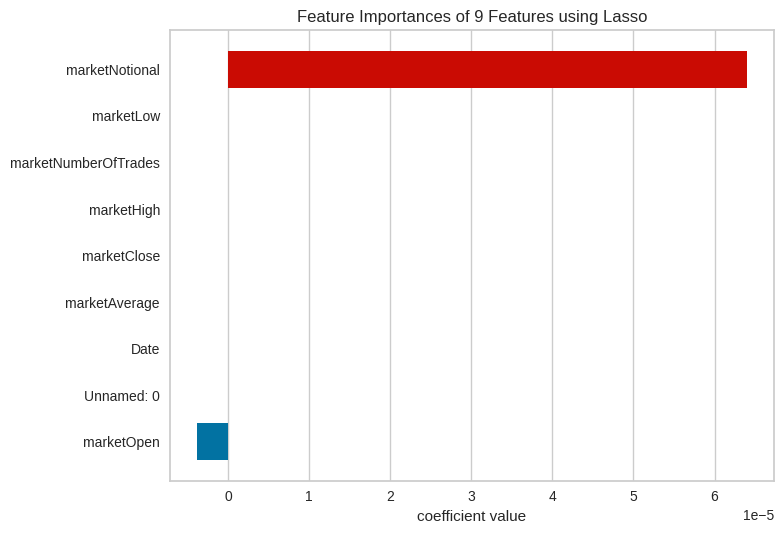 Feature Importances of 9 Features using Lasso
marketNotional
marketLow
marketNumberOfTrades
marketHigh
marketClose
marketAverage
Date
Unnamed: 0
marketOpen
0 1 2 3 4 5 6
1e−5
coefficient value